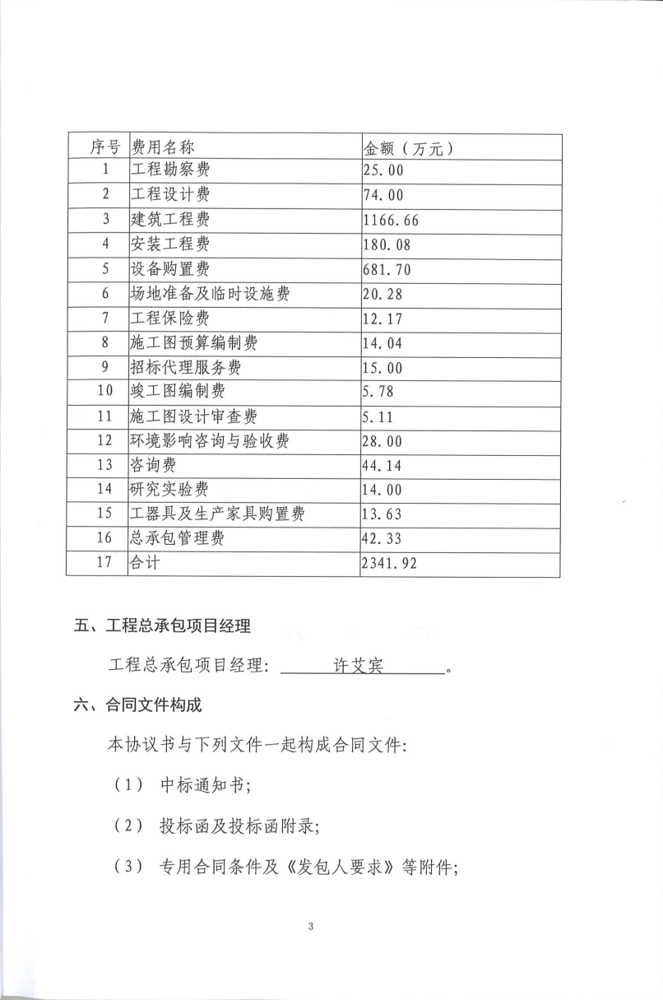 序号 费用名称 金额（万元）
1 工程勘察费 25.00
2 工程设计费 74.00
3 建筑工程费 1166.66
4 安装工程费 180.08
5 设备购置费 681.70
6 场地准备及临时设施费 20.28
7 工程保险费 12.17
8 施工图预算编制费 14.04
9 招标代理服务费 15.00
10 竣工图编制费 5.78
11 施工图设计审查费 5.11
12 环境影响咨询与验收费 28.00
13 咨询费 44.14
14 研究实验费 14.00
15 工器具及生产家具购置费 13.63
16 总承包管理费 42.33
17 合计 2341.92
五、工程总承包项目经理
工程总承包项目经理：许艾宾。
六、合同文件构成
本协议书与下列文件一起构成合同文件：
（1） 中标通知书；
（2） 投标函及投标函附录；
（3） 专用合同条件及《发包人要求》等附件；
3